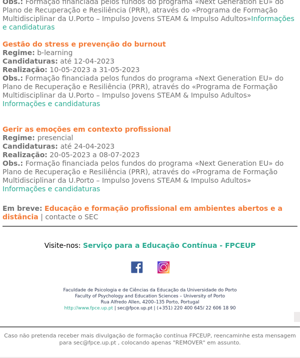 Obs.: Formação financiada pelos fundos do programa «Next Generation EU» do
Plano de Recuperação e Resiliência (PRR), através do «Programa de Formação
Multidisciplinar da U.Porto – Impulso Jovens STEAM & Impulso Adultos»Informações
e candidaturas
Gestão do stress e prevenção do burnout
Regime: b-learning
Candidaturas: até 12-04-2023
Realização: 10-05-2023 a 31-05-2023
Obs.: Formação financiada pelos fundos do programa «Next Generation EU» do
Plano de Recuperação e Resiliência (PRR), através do «Programa de Formação
Multidisciplinar da U.Porto – Impulso Jovens STEAM & Impulso Adultos»
Informações e candidaturas
Gerir as emoções em contexto profissional
Regime: presencial
Candidaturas: até 24-04-2023
Realização: 20-05-2023 a 08-07-2023
Obs.: Formação financiada pelos fundos do programa «Next Generation EU» do
Plano de Recuperação e Resiliência (PRR), através do «Programa de Formação
Multidisciplinar da U.Porto – Impulso Jovens STEAM & Impulso Adultos»
Informações e candidaturas
Em breve: Educação e formação profissional em ambientes abertos e a
distância | contacte o SEC
Visite-nos: Serviço para a Educação Contínua - FPCEUP
Faculdade de Psicologia e de Ciências da Educação da Universidade do Porto
Faculty of Psychology and Education Sciences - University of Porto
Rua Alfredo Allen, 4200-135 Porto, Portugal
http://www.fpce.up.pt | sec@fpce.up.pt | (+351) 220 400 645/ 22 606 18 90
Caso não pretenda receber mais divulgação de formação contínua FPCEUP, reencaminhe esta mensagem
para sec@fpce.up.pt , colocando apenas "REMOVER" em assunto.